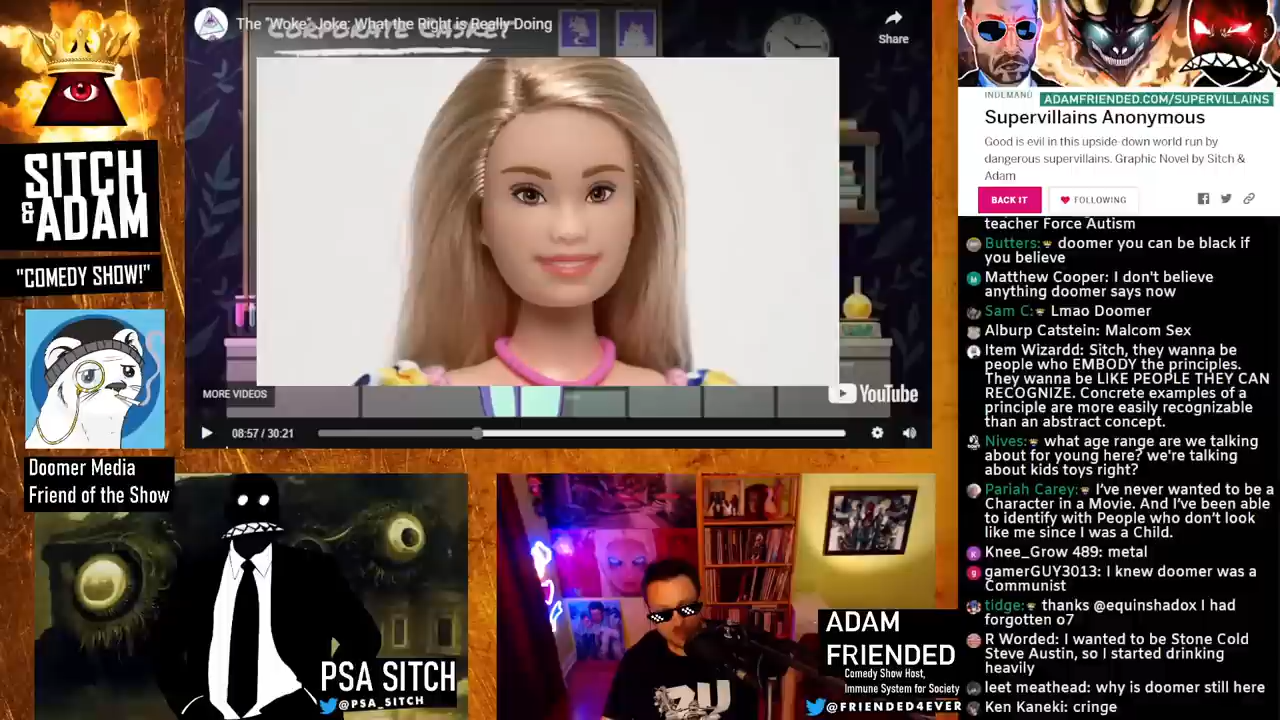 The "Woke" Joke: What the Right is Really Doing
CORPORATE CASKET
Share
MORE VIDEOS
YouTube
08:57 / 30:21
SITCH
& ADAM
"COMEDY SHOW!"
Doomer Media
Friend of the Show
PSA SITCH
@PSA_SITCH
ADAM
FRIENDED
Comedy Show Host,
Immune System for Society
@FRIENDED4EVER
INDEMAND
ADAMFRIENDED.COM/SUPERVILLAINS
Supervillains Anonymous
Good is evil in this upside-down world run by
dangerous supervillains. Graphic Novel by Sitch &
Adam
BACK IT
FOLLOWING
teacher Force Autism
Butters: doomer you can be black if
you believe
Matthew Cooper: I don't believe
anything doomer says now
Sam C: Lmao Doomer
Alburp Catstein: Malcom Sex
Item Wizardd: Sitch, they wanna be
people who EMBODY the principles.
They wanna be LIKE PEOPLE THEY CAN
RECOGNIZE. Concrete examples of a
principle are more easily recognizable
than an abstract concept.
Nives: what age range are we talking
about for young here? we're talking
about kids toys right?
Pariah Carey: I've never wanted to be a
Character in a Movie. And I've been able
to identify with People who don't look
like me since I was a Child.
Knee_Grow 489: metal
gamerGUY3013: I knew doomer was a
Communist
tidge: thanks @equinshadox I had
forgotten o7
R Worded: I wanted to be Stone Cold
Steve Austin, so I started drinking
heavily
leet meathead: why is doomer still here
Ken Kaneki: cringe